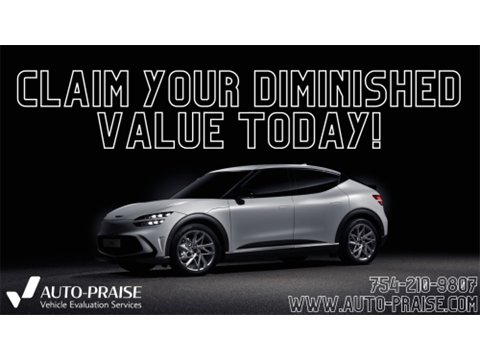 CLAIM YOUR DIMINISHED
VALUE TODAY!
AUTO-PRAISE
Vehicle Evaluation Services
754-210-9807
WWW.AUTO-PRAISE.COM